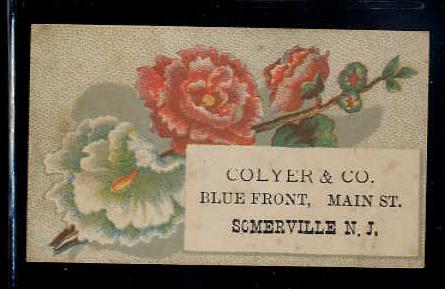 COLYER & CO.
BLUE FRONT, MAIN ST.
SOMERVILLE N. J.